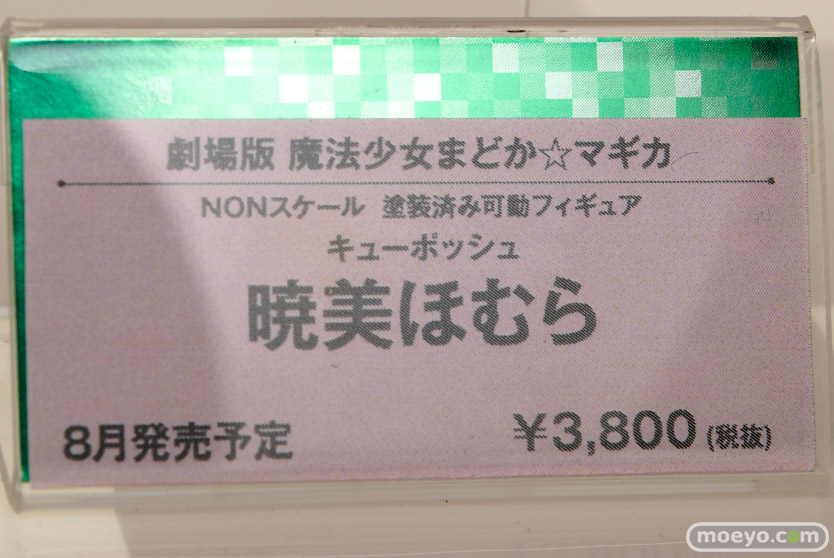 劇場版 魔法少女まどか☆マギカ
NONスケール 塗装済み可動フィギュア
キューポッシュ
暁美ほむら
8月発売予定 ¥3,800 (税抜)
moeyo.com